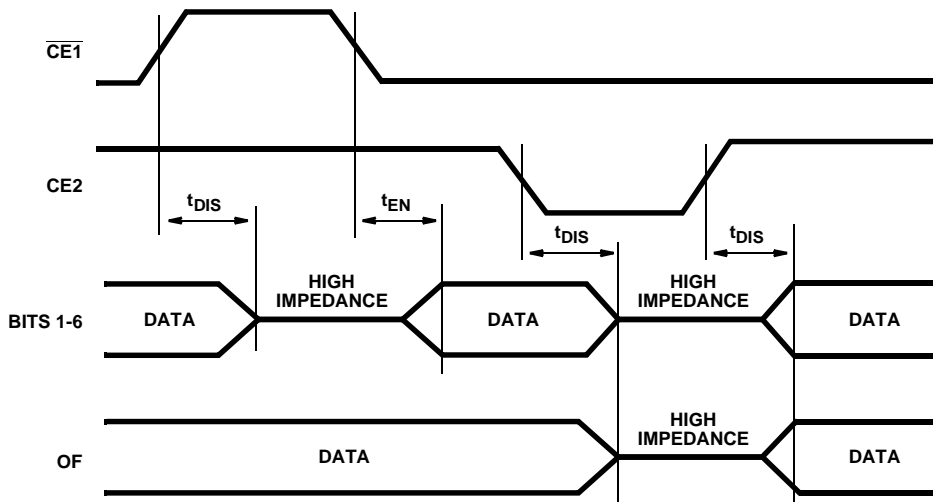 CE1
CE2
tDIS
tEN
tDIS
tDIS
BITS 1-6
DATA
HIGH
IMPEDANCE
DATA
HIGH
IMPEDANCE
DATA
OF
DATA
HIGH
IMPEDANCE
DATA